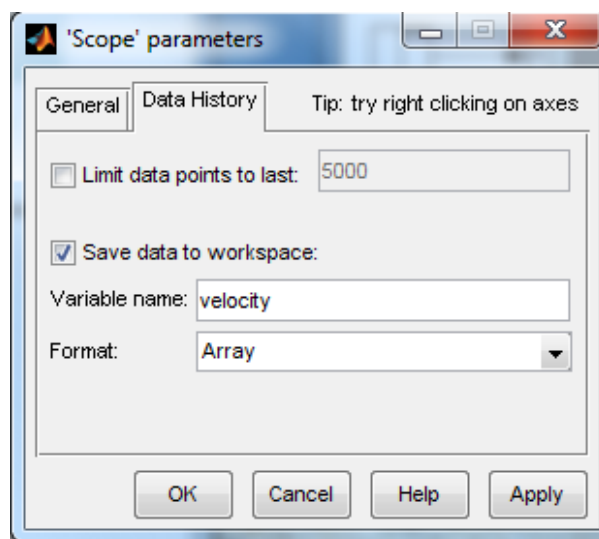 'Scope' parameters
General
Data History
Tip: try right clicking on axes
Limit data points to last: 5000
Save data to workspace:
Variable name: velocity
Format: Array
OK Cancel Help Apply